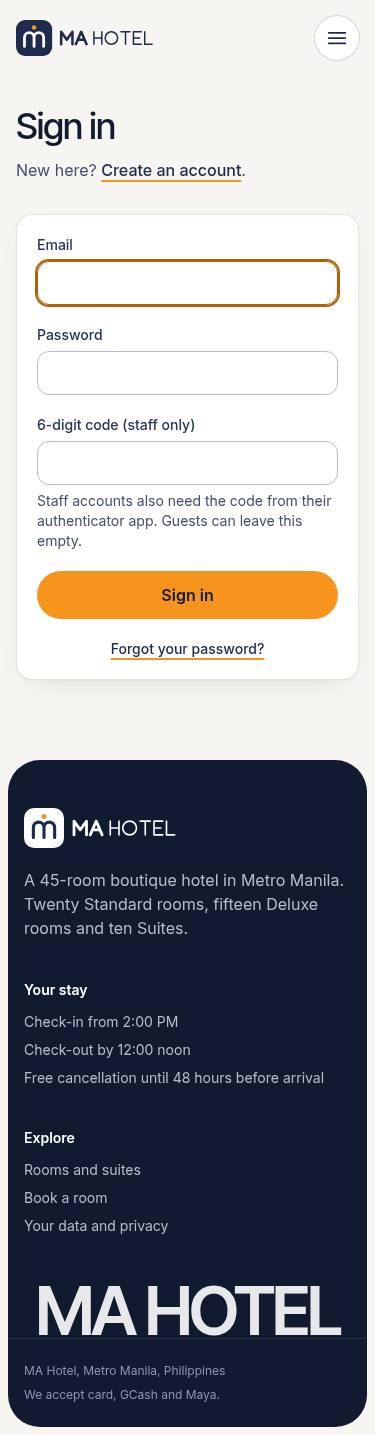 MA HOTEL
Sign in
New here? Create an account.
Email
Password
6-digit code (staff only)
Staff accounts also need the code from their
authenticator app. Guests can leave this
empty.
Sign in
Forgot your password?
MA HOTEL
A 45-room boutique hotel in Metro Manila.
Twenty Standard rooms, fifteen Deluxe
rooms and ten Suites.
Your stay
Check-in from 2:00 PM
Check-out by 12:00 noon
Free cancellation until 48 hours before arrival
Explore
Rooms and suites
Book a room
Your data and privacy
MA HOTEL
MA Hotel, Metro Manila, Philippines
We accept card, GCash and Maya.